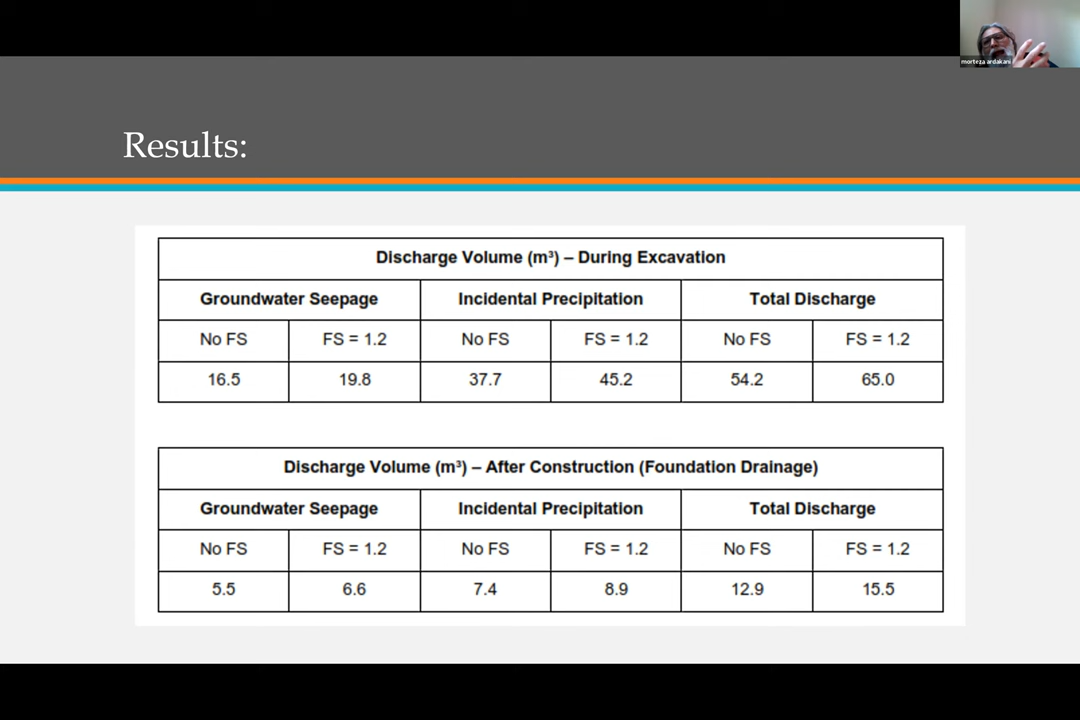 morteza ardakani
Results:
Discharge Volume (m³) – During Excavation
Groundwater Seepage Incidental Precipitation Total Discharge
No FS FS = 1.2 No FS FS = 1.2 No FS FS = 1.2
16.5 19.8 37.7 45.2 54.2 65.0
Discharge Volume (m³) – After Construction (Foundation Drainage)
Groundwater Seepage Incidental Precipitation Total Discharge
No FS FS = 1.2 No FS FS = 1.2 No FS FS = 1.2
5.5 6.6 7.4 8.9 12.9 15.5